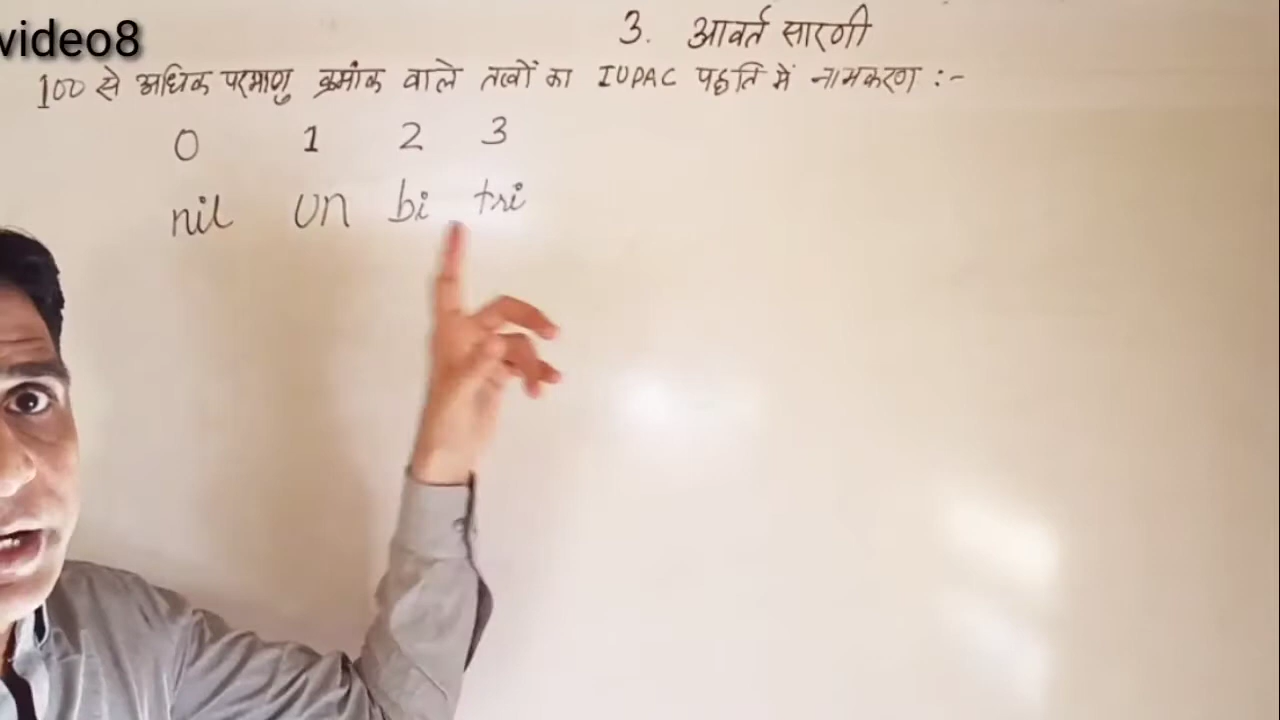 video8
3. आवर्त सारणी
100 से अधिक परमाणु क्रमांक वाले तत्वों का IUPAC पद्धति में नामकरण :-
0 1 2 3
nil un bi tri